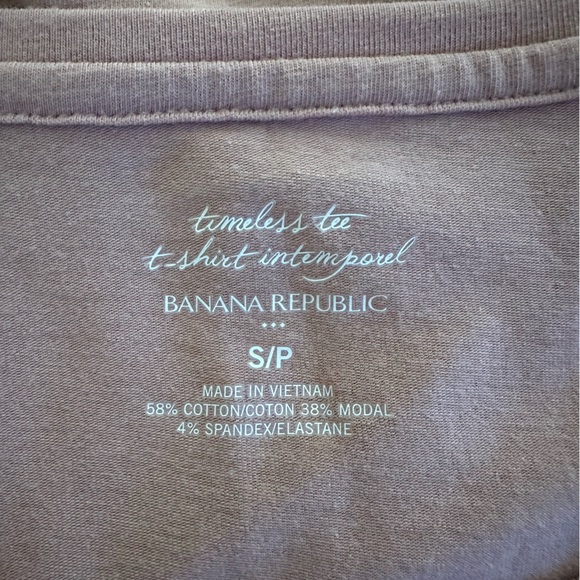 timeless tee
t-shirt intemporel
BANANA REPUBLIC
S/P
MADE IN VIETNAM
58% COTTON/COTON 38% MODAL
4% SPANDEX/ELASTANE